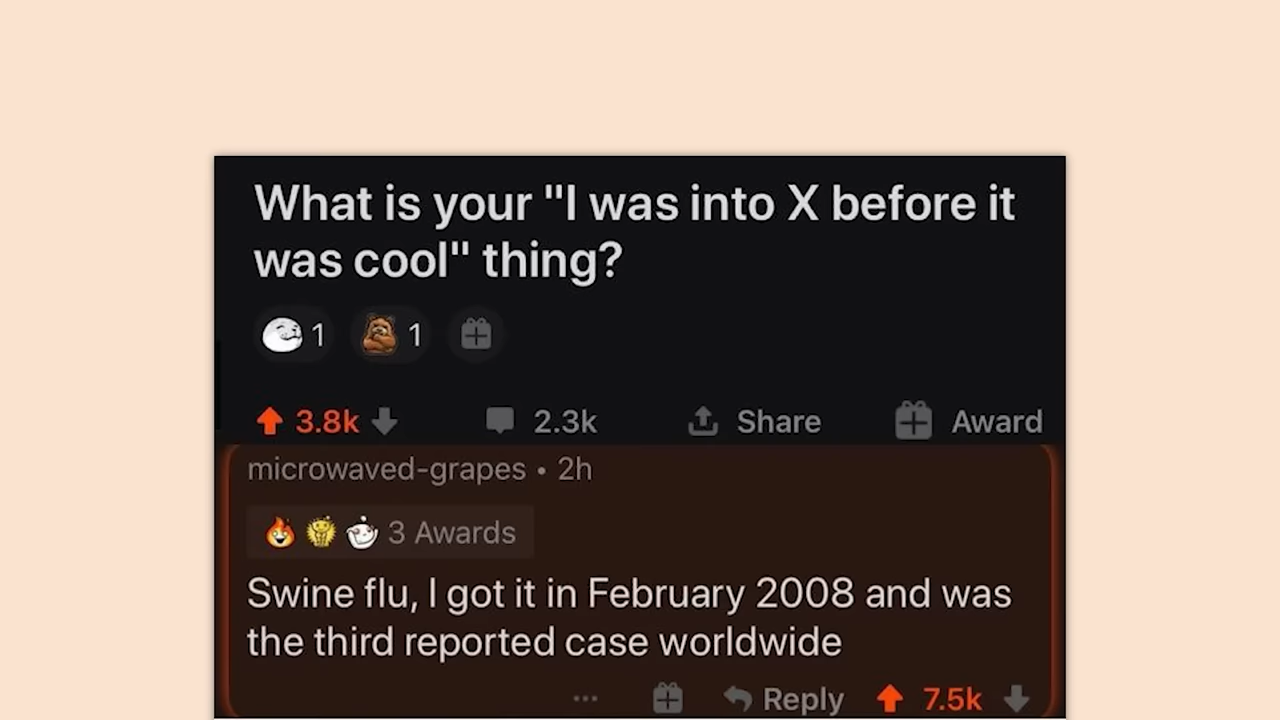 What is your "I was into X before it
was cool" thing?
1 1
3.8k 2.3k Share Award
microwaved-grapes • 2h
3 Awards
Swine flu, I got it in February 2008 and was
the third reported case worldwide
... Reply 7.5k